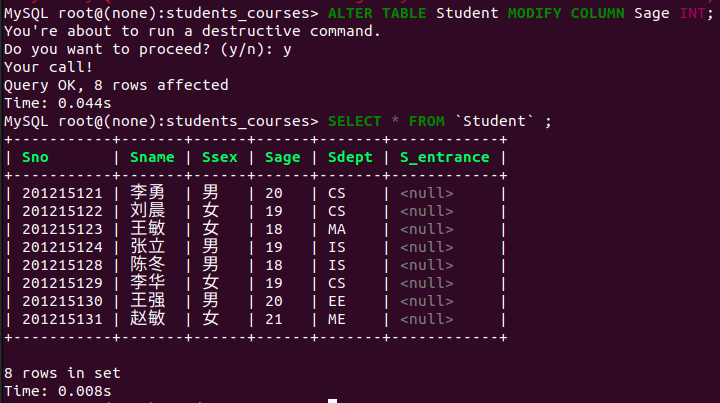 MySQL root@(none):students_courses> ALTER TABLE Student MODIFY COLUMN Sage INT;
You're about to run a destructive command.
Do you want to proceed? (y/n): y
Your call!
Query OK, 8 rows affected
Time: 0.044s
MySQL root@(none):students_courses> SELECT * FROM `Student` ;
+-----------+-------+------+------+-------+------------+
| Sno       | Sname | Ssex | Sage | Sdept | S_entrance |
+-----------+-------+------+------+-------+------------+
| 201215121 | 李勇 | 男 | 20 | CS | <null> |
| 201215122 | 刘晨 | 女 | 19 | CS | <null> |
| 201215123 | 王敏 | 女 | 18 | MA | <null> |
| 201215124 | 张立 | 男 | 19 | IS | <null> |
| 201215128 | 陈冬 | 男 | 18 | IS | <null> |
| 201215129 | 李华 | 女 | 19 | CS | <null> |
| 201215130 | 王强 | 男 | 20 | EE | <null> |
| 201215131 | 赵敏 | 女 | 21 | ME | <null> |
+-----------+-------+------+------+-------+------------+
8 rows in set
Time: 0.008s